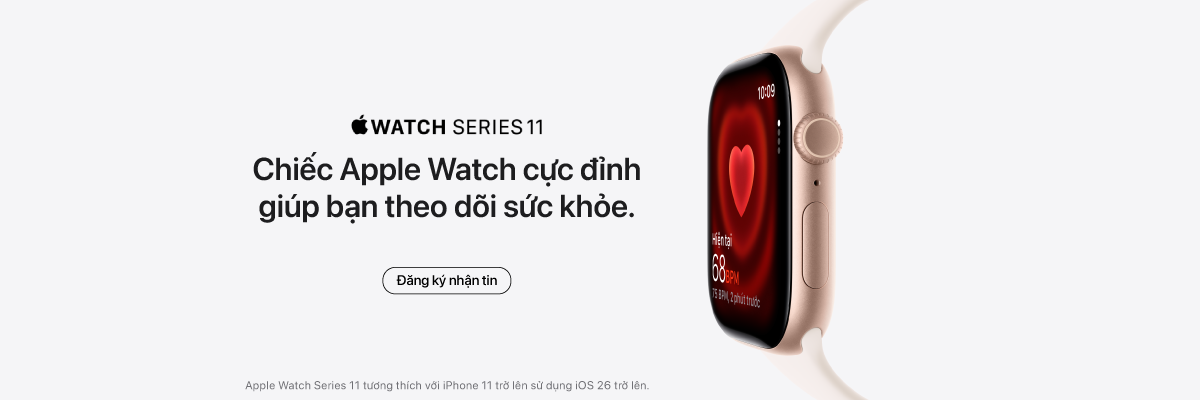 WATCH SERIES 11
Chiếc Apple Watch cực đỉnh
giúp bạn theo dõi sức khỏe.
Đăng ký nhận tin
Apple Watch Series 11 tương thích với iPhone 11 trở lên sử dụng iOS 26 trở lên.
10:09
Hiện tại
68 BPM
75 BPM, 2 phút trước